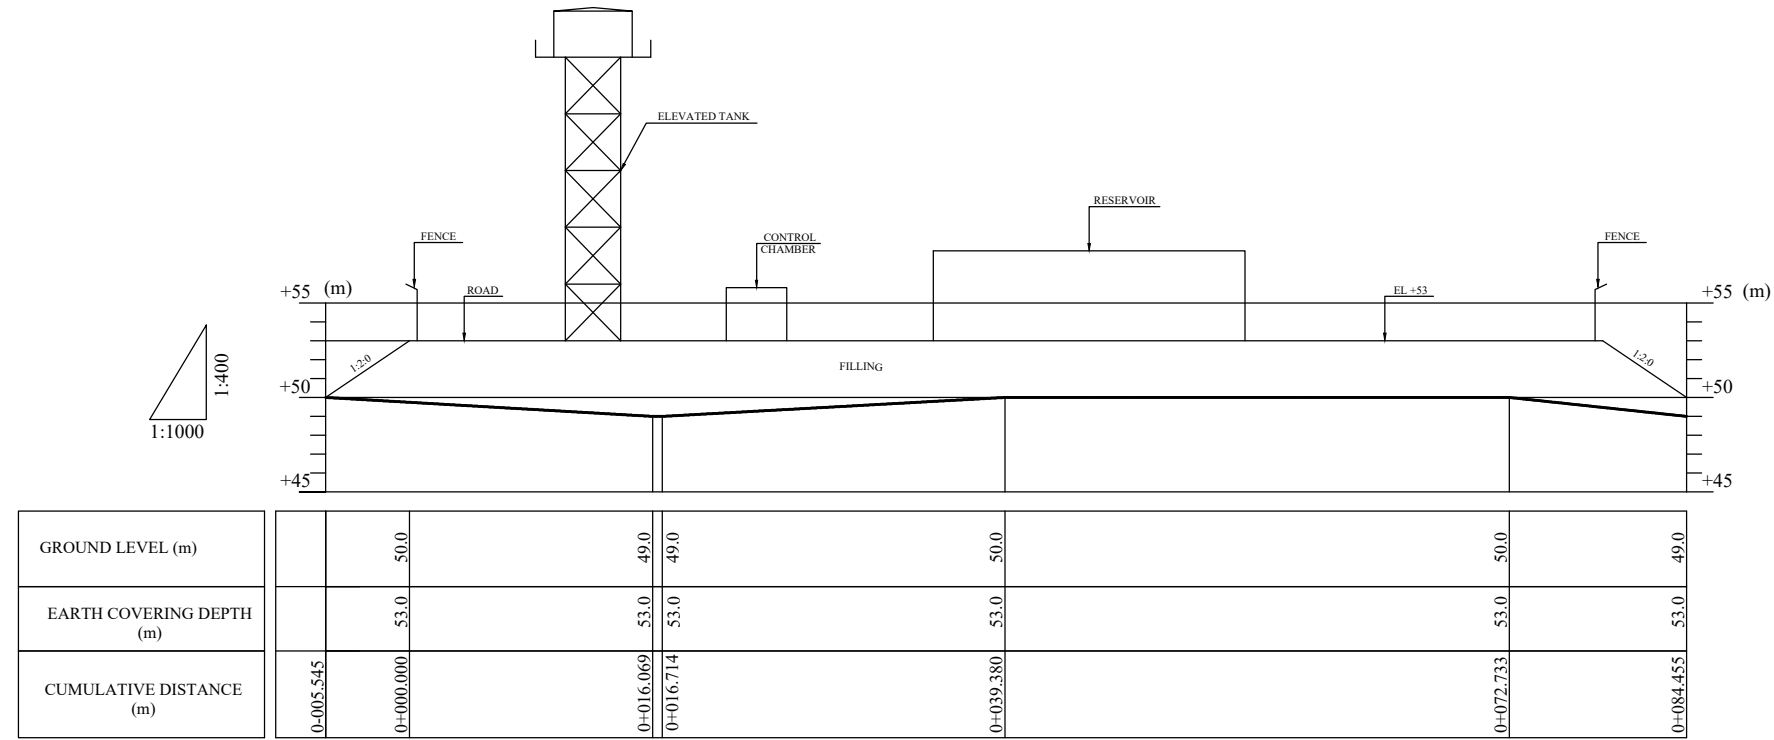 ELEVATED TANK
RESERVOIR
FENCE
CONTROL
CHAMBER
FENCE
+55 (m)
ROAD
EL +53
+55 (m)
1:2:0
FILLING
1:2:0
1:400
1:1000
+50
+50
+45
+45
GROUND LEVEL (m)
50.0
49.0
49.0
50.0
50.0
49.0
EARTH COVERING DEPTH
(m)
53.0
53.0
53.0
53.0
53.0
53.0
CUMULATIVE DISTANCE
(m)
0-005.545
0+000.000
0+016.069
0+016.714
0+039.380
0+072.733
0+084.455